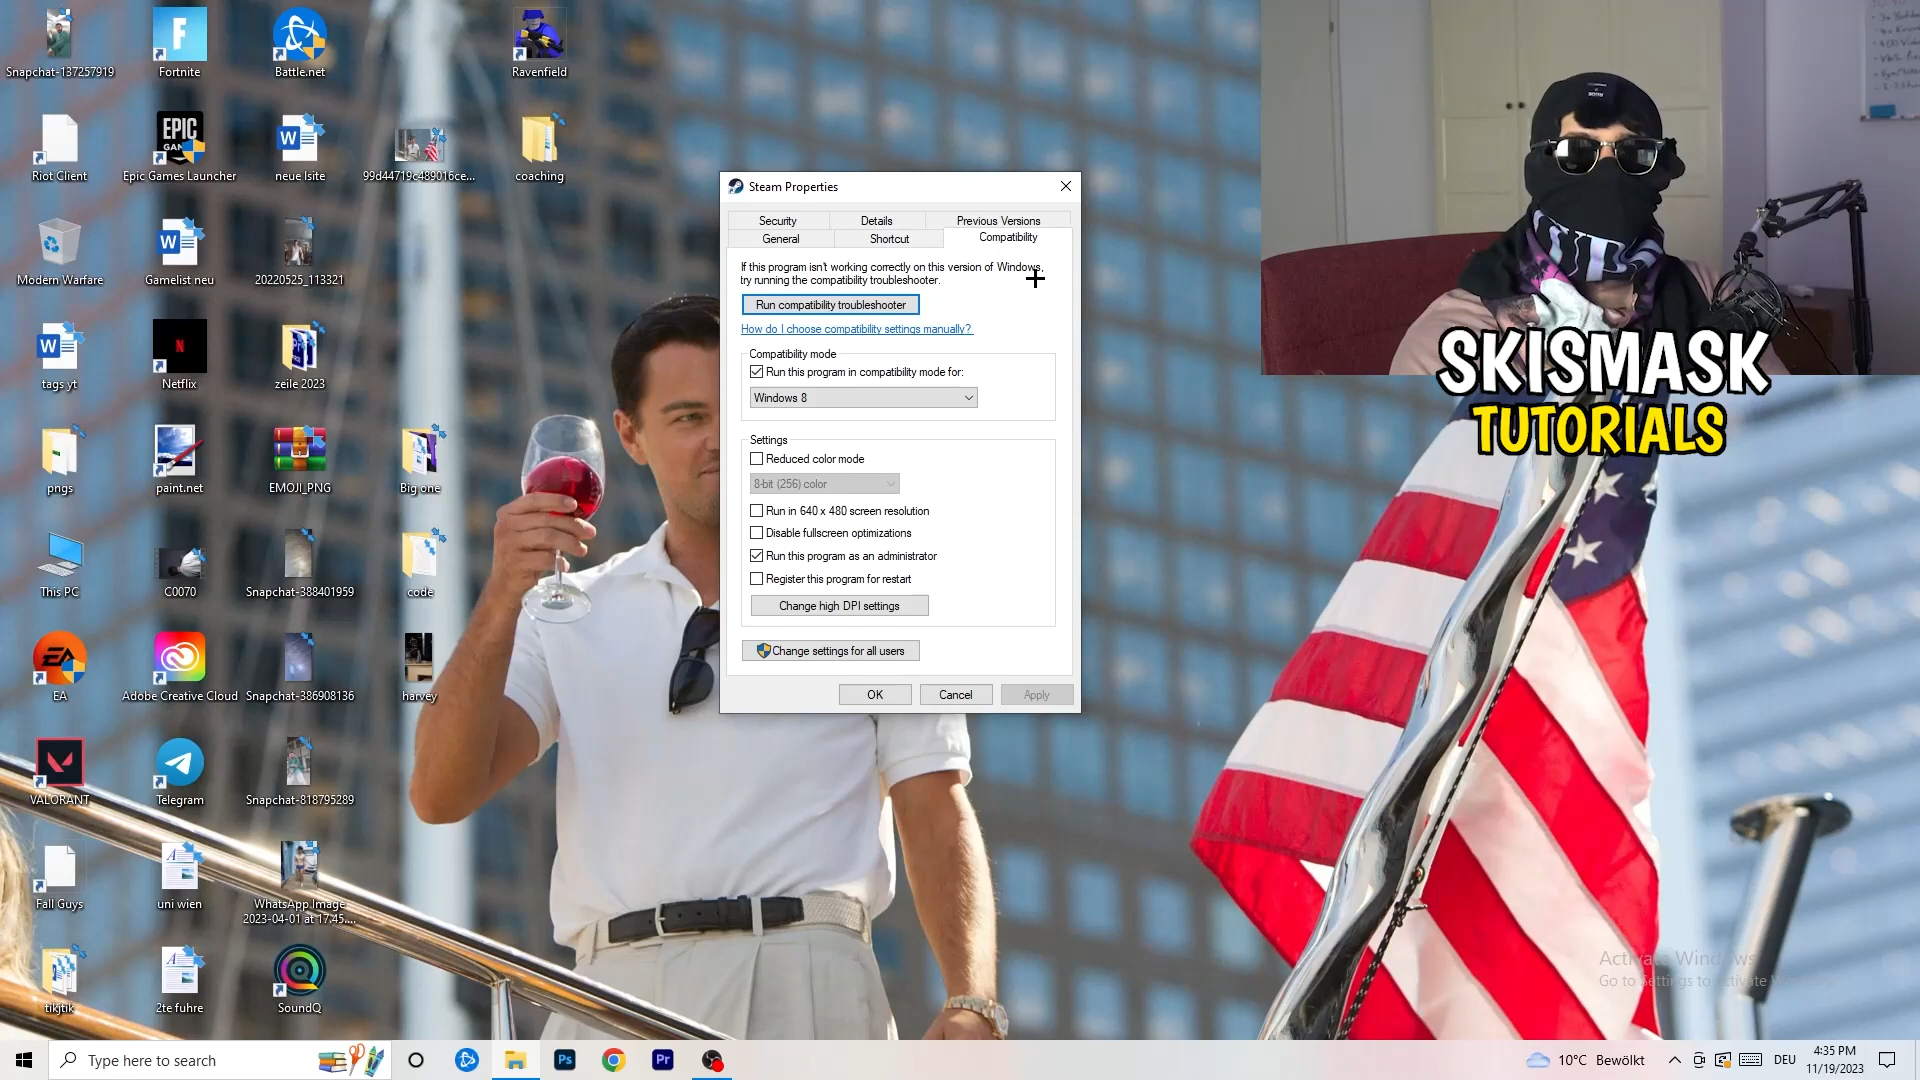 Snapchat-137257919
Fortnite
Battle.net
Ravenfield
Riot Client
EPIC
Epic Games Launcher
neue lsite
99d44719c489016ce...
coaching
Modern Warfare
Gamelist neu
20220525_113321
tags yt
Netflix
zeile 2023
pngs
paint.net
EMOJI_PNG
Big one
This PC
C0070
Snapchat-388401959
code
EA
Adobe Creative Cloud
Snapchat-386908136
harvey
VALORANT
Telegram
Snapchat-818795289
Fall Guys
uni wien
WhatsApp Image
2023-04-01 at 17.45....
tiktjik
2te fuhre
SoundQ
Steam Properties
Security
Details
Previous Versions
General
Shortcut
Compatibility
If this program isn't working correctly on this version of Windows,
try running the compatibility troubleshooter.
Run compatibility troubleshooter
How do I choose compatibility settings manually?
Compatibility mode
Run this program in compatibility mode for:
Windows 8
Settings
Reduced color mode
8-bit (256) color
Run in 640 x 480 screen resolution
Disable fullscreen optimizations
Run this program as an administrator
Register this program for restart
Change high DPI settings
Change settings for all users
OK
Cancel
Apply
SKISMASK
TUTORIALS
Activate Windows
Go to Settings to activate
Type here to search
Ps
Pr
10°C Bewölkt
DEU
4:35 PM
11/19/2023